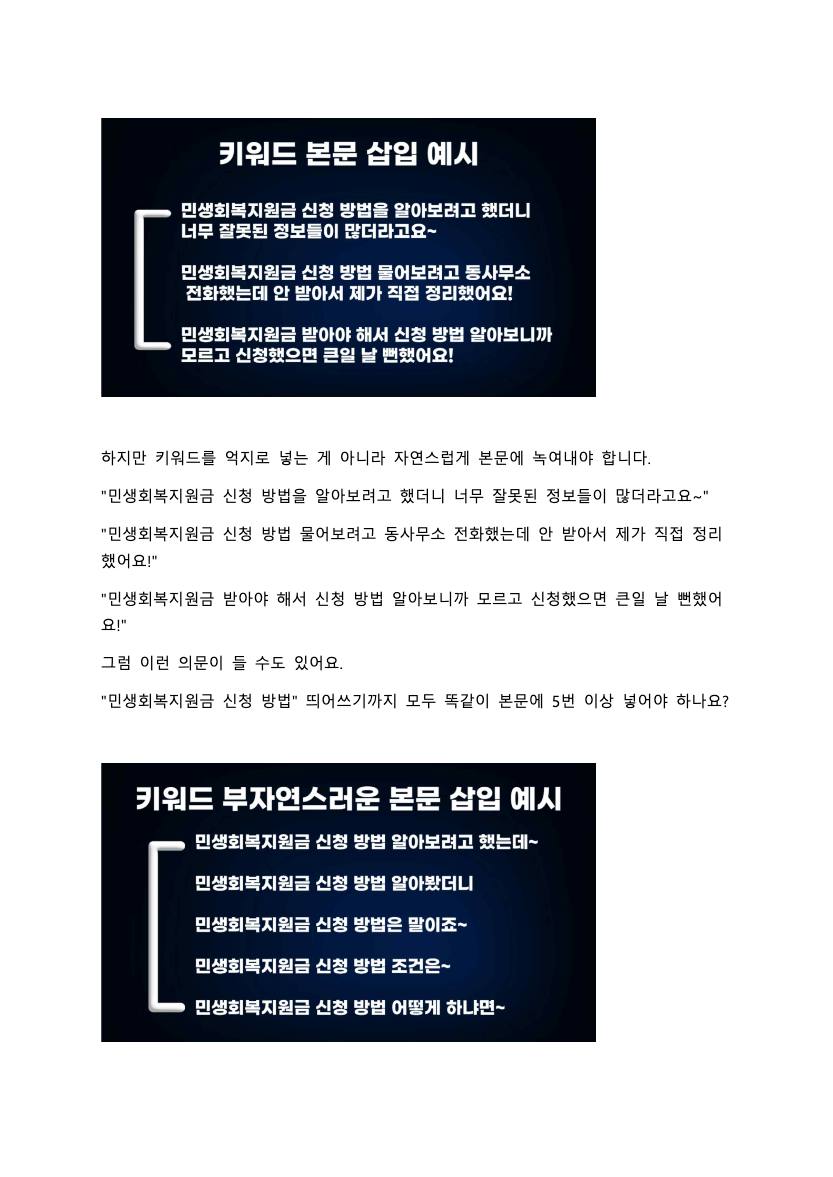 키워드 본문 삽입 예시
민생회복지원금 신청 방법을 알아보려고 했더니
너무 잘못된 정보들이 많더라고요~
민생회복지원금 신청 방법 물어보려고 동사무소
전화했는데 안 받아서 제가 직접 정리했어요!
민생회복지원금 받아야 해서 신청 방법 알아보니까
모르고 신청했으면 큰일 날 뻔했어요!
하지만 키워드를 억지로 넣는 게 아니라 자연스럽게 본문에 녹여내야 합니다.
"민생회복지원금 신청 방법을 알아보려고 했더니 너무 잘못된 정보들이 많더라고요~"
"민생회복지원금 신청 방법 물어보려고 동사무소 전화했는데 안 받아서 제가 직접 정리
했어요!"
"민생회복지원금 받아야 해서 신청 방법 알아보니까 모르고 신청했으면 큰일 날 뻔했어
요!"
그럼 이런 의문이 들 수도 있어요.
"민생회복지원금 신청 방법" 띄어쓰기까지 모두 똑같이 본문에 5번 이상 넣어야 하나요?
키워드 부자연스러운 본문 삽입 예시
민생회복지원금 신청 방법 알아보려고 했는데~
민생회복지원금 신청 방법 알아봤더니
민생회복지원금 신청 방법은 말이죠~
민생회복지원금 신청 방법 조건은~
민생회복지원금 신청 방법 어떻게 하냐면~